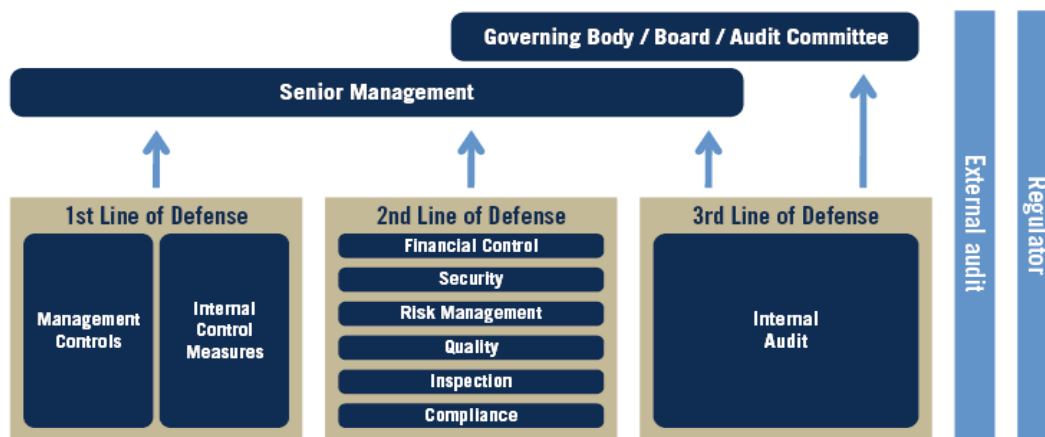 Governing Body / Board / Audit Committee
Senior Management
1st Line of Defense
Management
Controls
Internal
Control
Measures
2nd Line of Defense
Financial Control
Security
Risk Management
Quality
Inspection
Compliance
3rd Line of Defense
Internal
Audit
External audit
Regulator